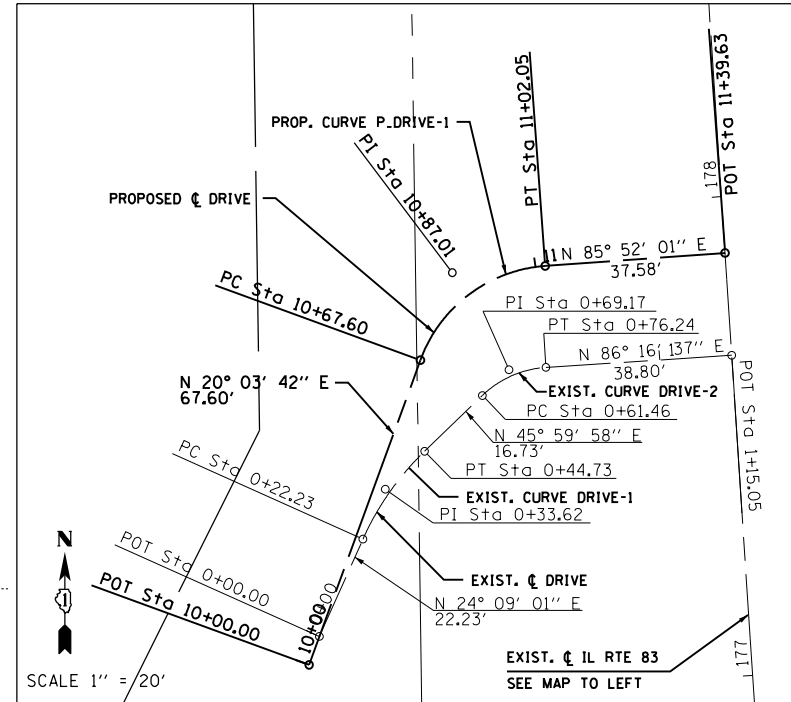 POT Sta 11+39.63
178
PT Sta 11+02.05
PROP. CURVE P_DRIVE-1
PI Sta 10+87.01
PROPOSED ℄ DRIVE
PC Sta 10+67.60
11
N 85° 52' 01'' E
37.58'
PI Sta 0+69.17
PT Sta 0+76.24
N 86° 16' 137'' E
38.80'
N 20° 03' 42'' E
67.60'
EXIST. CURVE DRIVE-2
PC Sta 0+61.46
POT Sta 1+15.05
N 45° 59' 58'' E
16.73'
PC Sta 0+22.23
PT Sta 0+44.73
EXIST. CURVE DRIVE-1
PI Sta 0+33.62
N
1
POT Sta 0+00.00
POT Sta 10+00.00
10+00
EXIST. ℄ DRIVE
N 24° 09' 01'' E
22.23'
EXIST. ℄ IL RTE 83
SEE MAP TO LEFT
177
SCALE 1'' = 20'